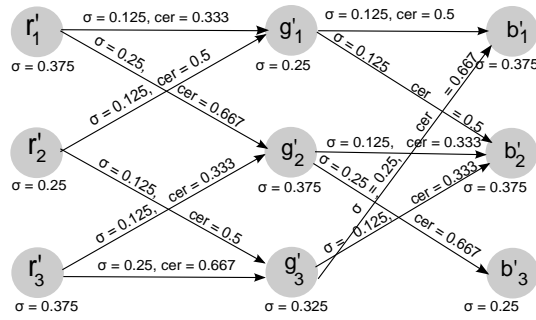 r'1
σ = 0.375
r'2
σ = 0.25
r'3
σ = 0.375
g'1
σ = 0.25
g'2
σ = 0.375
g'3
σ = 0.325
b'1
σ = 0.375
b'2
σ = 0.375
b'3
σ = 0.25
σ = 0.125, cer = 0.333
σ = 0.25, cer = 0.667
σ = 0.125, cer = 0.5
σ = 0.125, cer = 0.5
σ = 0.125, cer = 0.333
σ = 0.25, cer = 0.667
σ = 0.125, cer = 0.5
σ = 0.125 cer = 0.5
σ = 0.125, cer = 0.333
σ = 0.25 cer = 0.667
σ = 0.25, cer = 0.667
σ = 0.125, cer = 0.333